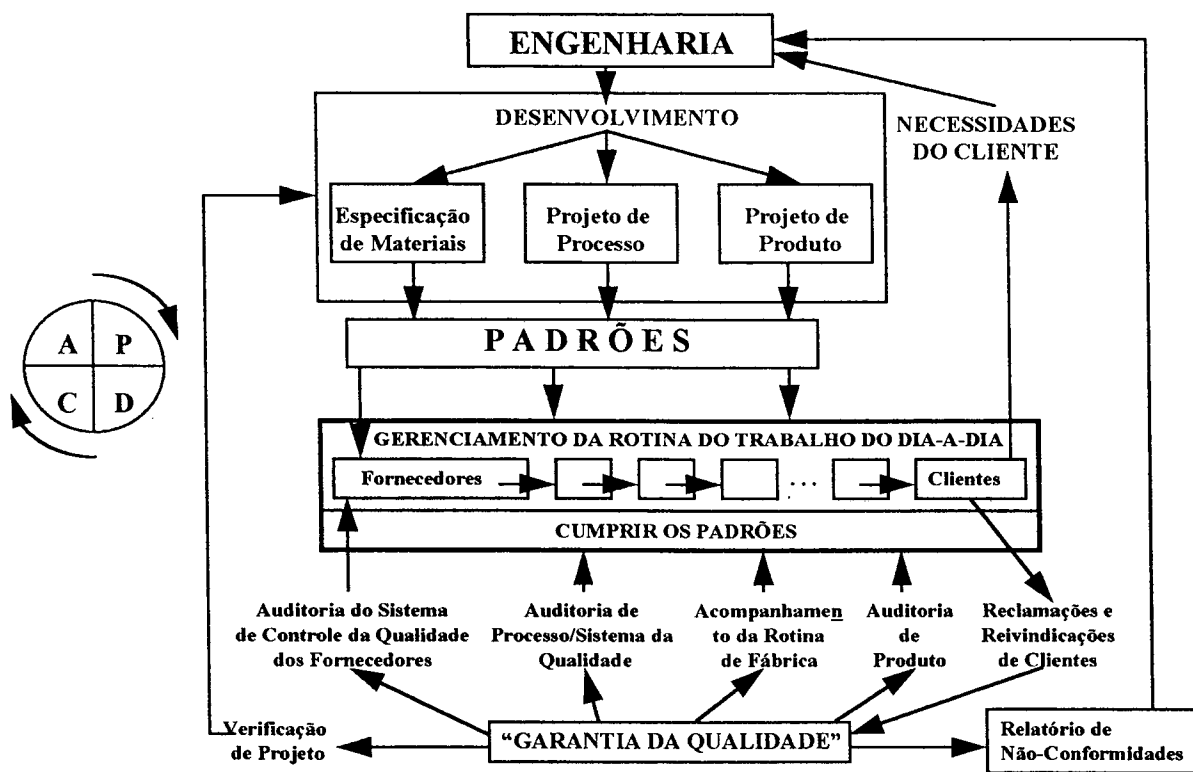 ENGENHARIA
DESENVOLVIMENTO
NECESSIDADES
DO CLIENTE
Especificação
de Materiais
Projeto de
Processo
Projeto de
Produto
A P
C D
PADRÕES
GERENCIAMENTO DA ROTINA DO TRABALHO DO DIA-A-DIA
Fornecedores
...
Clientes
CUMPRIR OS PADRÕES
Auditoria do Sistema
de Controle da Qualidade
dos Fornecedores
Auditoria de
Processo/Sistema da
Qualidade
Acompanhamen
to da Rotina
de Fábrica
Auditoria
de
Produto
Reclamações e
Reivindicações
de Clientes
Verificação
de Projeto
“GARANTIA DA QUALIDADE”
Relatório de
Não-Conformidades